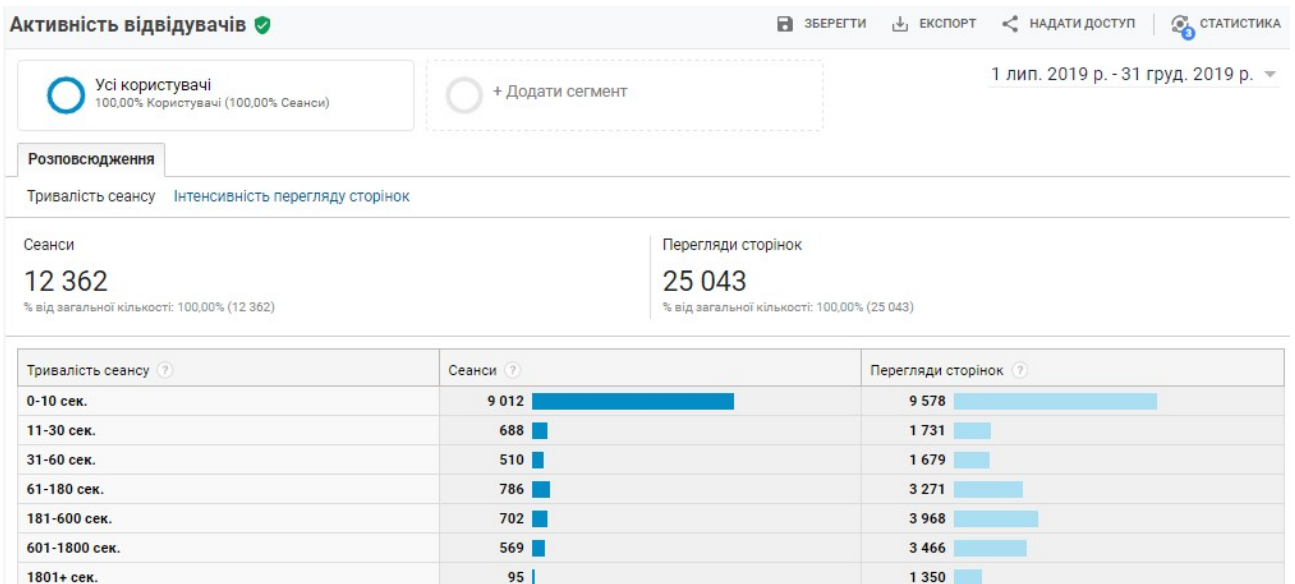 Активність відвідувачів
ЗБЕРЕГТИ ЕКСПОРТ НАДАТИ ДОСТУП 3 СТАТИСТИКА
Усі користувачі
100,00% Користувачі (100,00% Сеанси)
+ Додати сегмент
1 лип. 2019 р. - 31 груд. 2019 р.
Розповсюдження
Тривалість сеансу Інтенсивність перегляду сторінок
Сеанси Перегляди сторінок
12 362 25 043
% від загальної кількості: 100,00% (12 362) % від загальної кількості: 100,00% (25 043)
Тривалість сеансу ? Сеанси ? Перегляди сторінок ?
0-10 сек. 9 012 9 578
11-30 сек. 688 1 731
31-60 сек. 510 1 679
61-180 сек. 786 3 271
181-600 сек. 702 3 968
601-1800 сек. 569 3 466
1801+ сек. 95 1 350